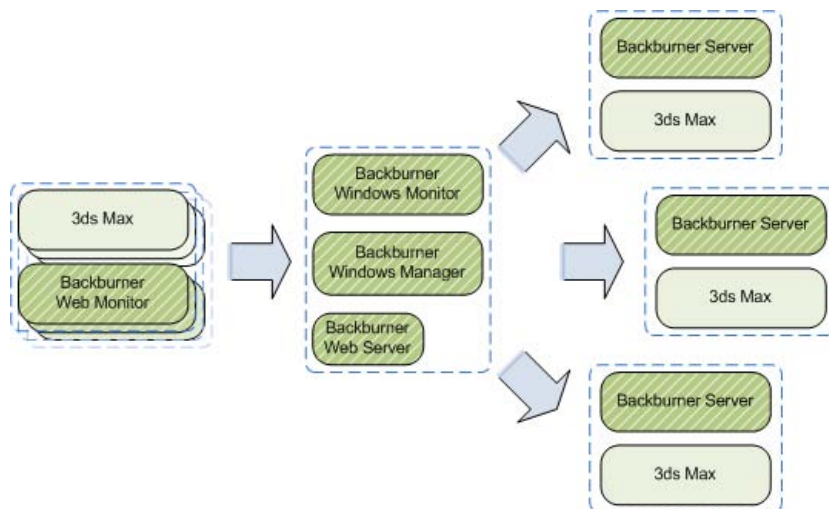 3ds Max
Backburner
Web Monitor
Backburner
Windows Monitor
Backburner
Windows Manager
Backburner
Web Server
Backburner Server
3ds Max
Backburner Server
3ds Max
Backburner Server
3ds Max